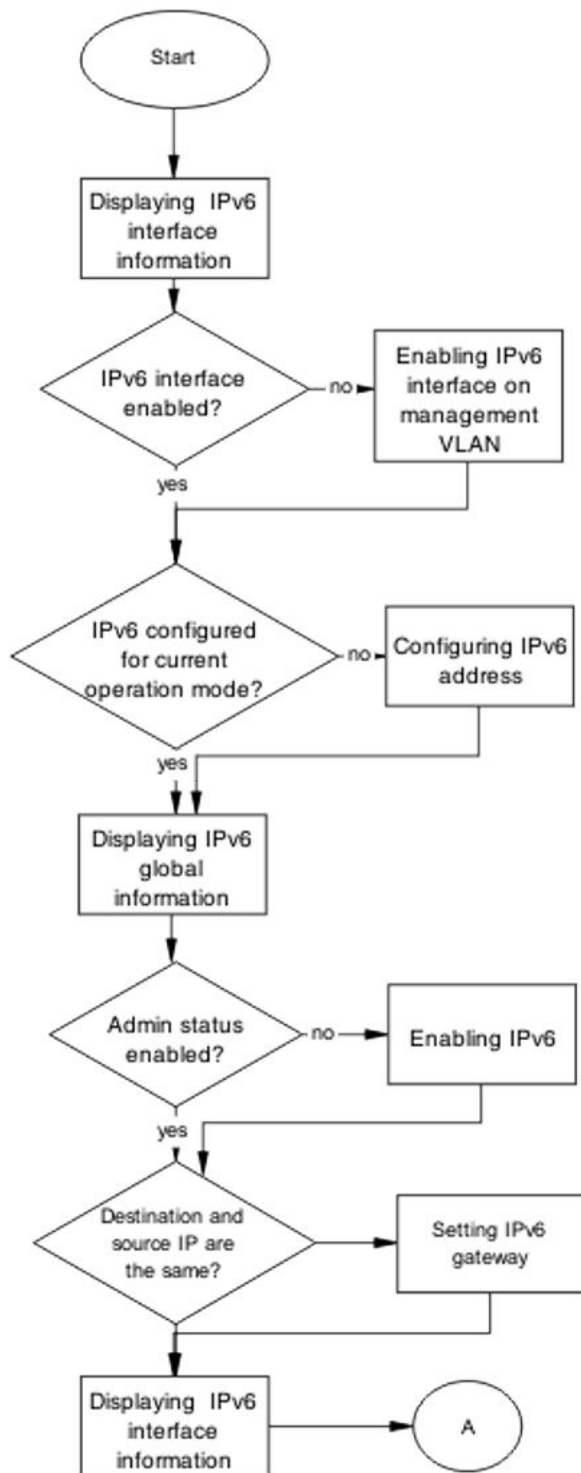 Start
Displaying IPv6
interface
information
IPv6 interface
enabled?
no
Enabling IPv6
interface on
management
VLAN
yes
IPv6 configured
for current
operation mode?
no
Configuring IPv6
address
yes
Displaying IPv6
global
information
Admin status
enabled?
no
Enabling IPv6
yes
Destination and
source IP are
the same?
Setting IPv6
gateway
Displaying IPv6
interface
information
A